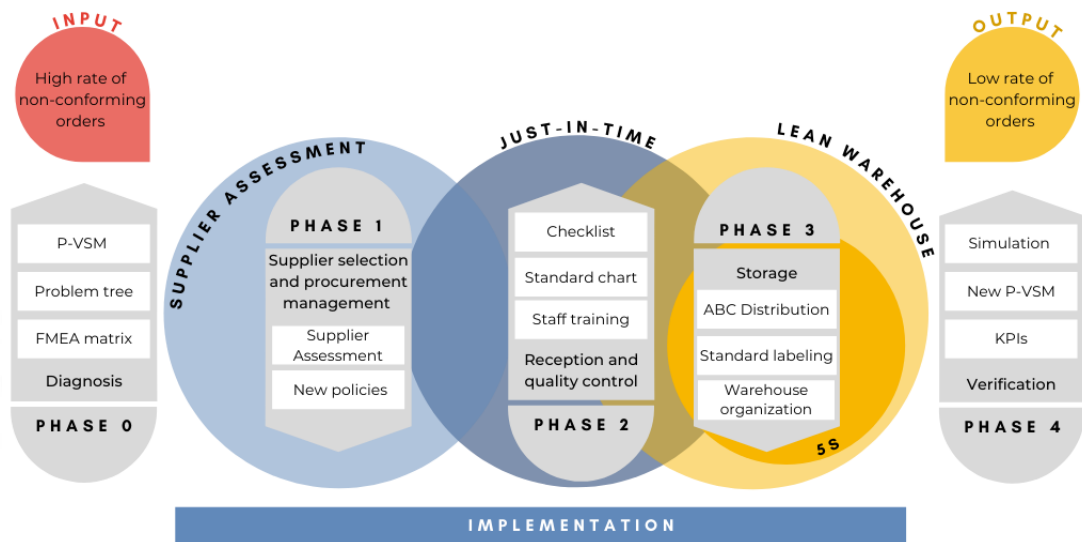 INPUT
High rate of
non-conforming
orders
P-VSM
Problem tree
FMEA matrix
Diagnosis
PHASE 0
SUPPLIER ASSESSMENT
PHASE 1
Supplier selection
and procurement
management
Supplier
Assessment
New policies
JUST-IN-TIME
Checklist
Standard chart
Staff training
Reception and
quality control
PHASE 2
LEAN WAREHOUSE
PHASE 3
Storage
ABC Distribution
Standard labeling
Warehouse
organization
5S
OUTPUT
Low rate of
non-conforming
orders
Simulation
New P-VSM
KPIs
Verification
PHASE 4
IMPLEMENTATION